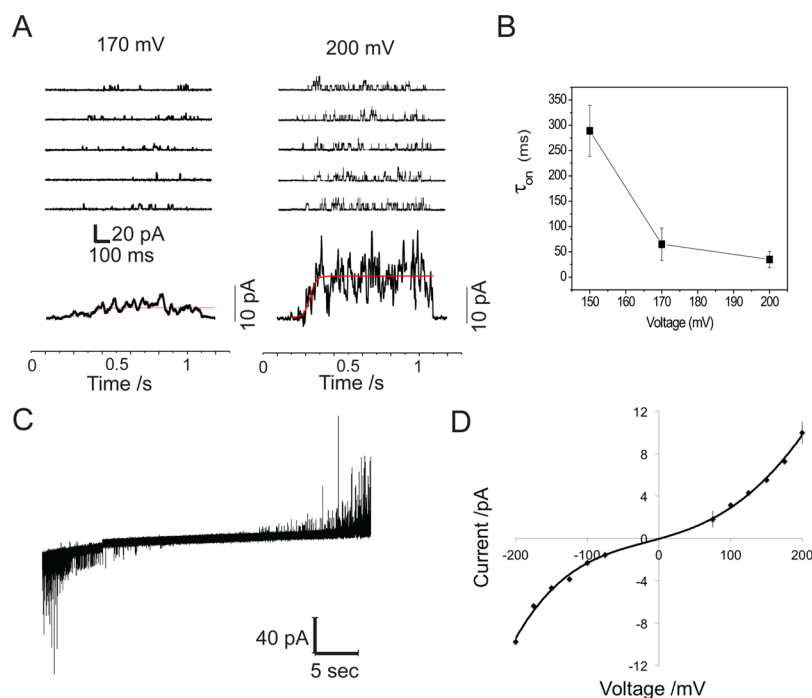 A
170 mV
200 mV
20 pA
100 ms
10 pA
10 pA
0 0.5 1
Time /s
0 0.5 1
Time /s
B
τon (ms)
350
300
250
200
150
100
50
0
150 160 170 180 190 200
Voltage (mV)
C
40 pA
5 sec
D
Current /pA
12
8
4
0
-4
-8
-12
-200 -100 0 100 200
Voltage /mV